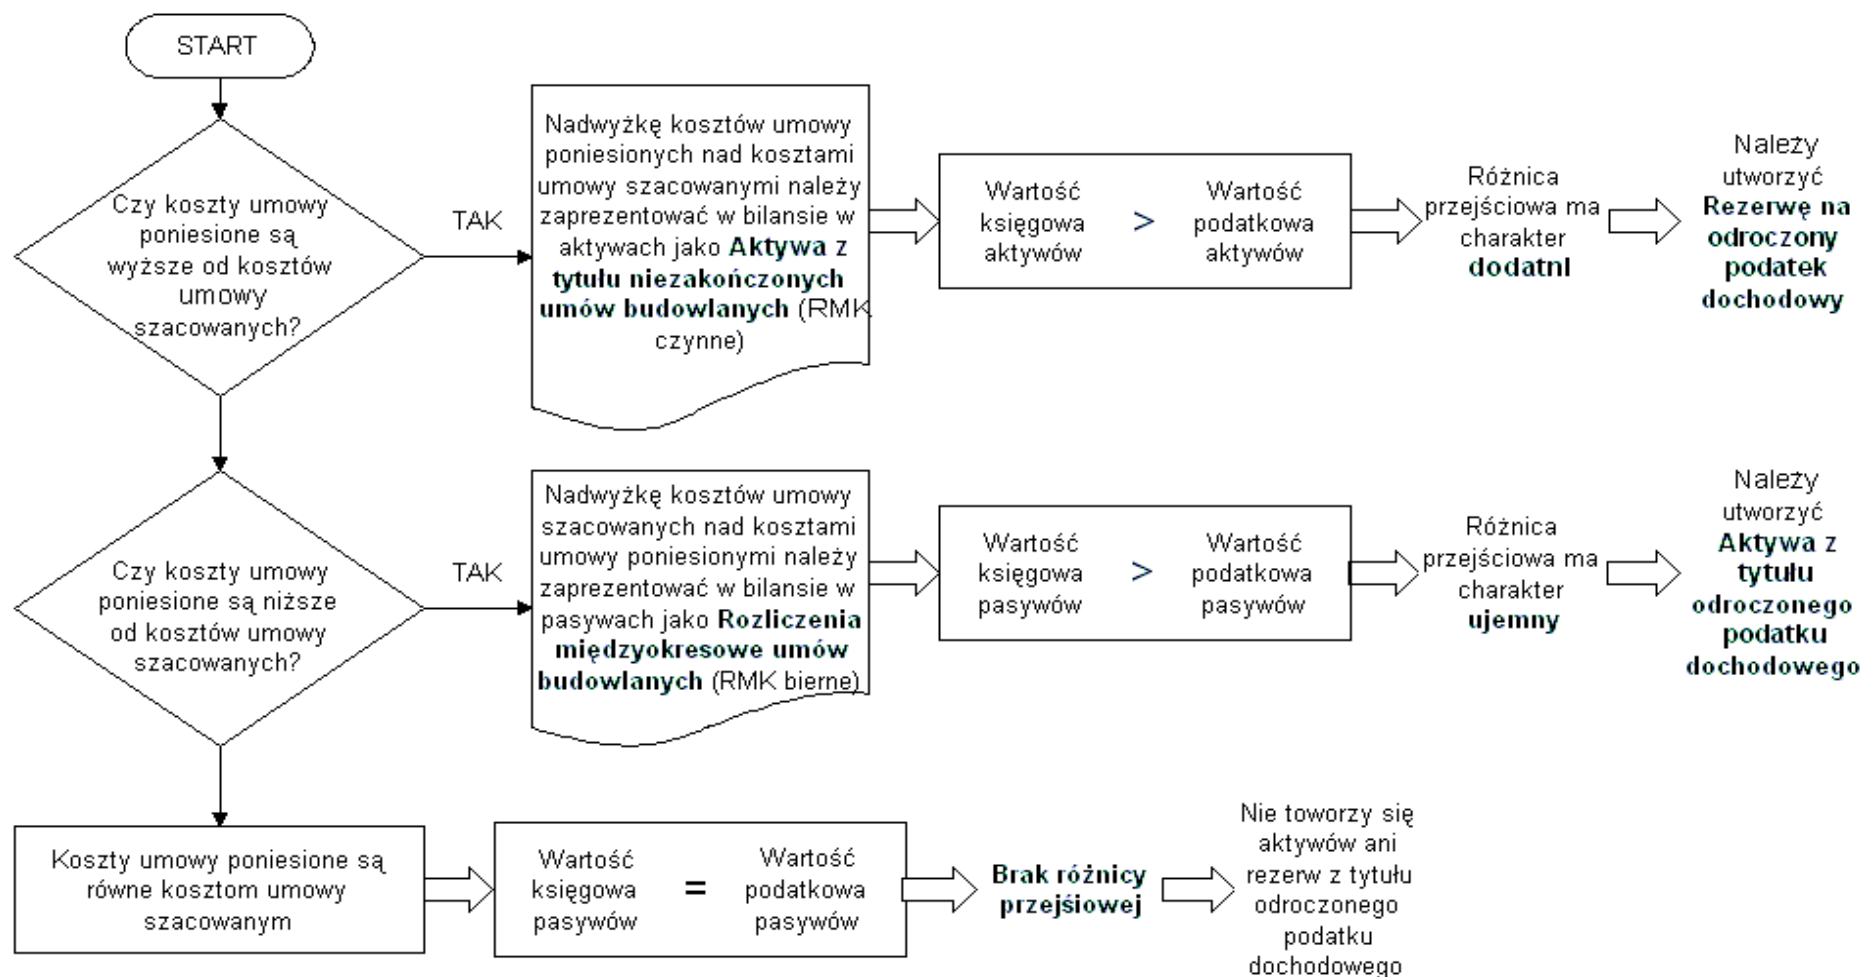 START
Czy koszty umowy
poniesione są
wyższe od kosztów
umowy
szacowanych?
TAK
Nadwyżkę kosztów umowy
poniesionych nad kosztami
umowy szacowanymi należy
zaprezentować w bilansie w
aktywach jako Aktywa z
tytułu niezakończonych
umów budowlanych (RMK
czynne)
Wartość
księgowa
aktywów
>
Wartość
podatkowa
aktywów
Różnica
przejściowa ma
charakter
dodatnI
Należy
utworzyć
Rezerwę na
odroczony
podatek
dochodowy
Czy koszty umowy
poniesione są niższe
od kosztów umowy
szacowanych?
TAK
Nadwyżkę kosztów umowy
szacowanych nad kosztami
umowy poniesionymi należy
zaprezentować w bilansie w
pasywach jako Rozliczenia
międzyokresowe umów
budowlanych (RMK bierne)
Wartość
księgowa
pasywów
>
Wartość
podatkowa
pasywów
Różnica
przejściowa ma
charakter
ujemny
Należy
utworzyć
Aktywa z
tytułu
odroczonego
podatku
dochodowego
Koszty umowy poniesione są
równe kosztom umowy
szacowanym
Wartość
księgowa
pasywów
=
Wartość
podatkowa
pasywów
Brak różnicy
przejśiowej
Nie toworzy się
aktywów ani
rezerw z tytułu
odroczonego
podatku
dochodowego